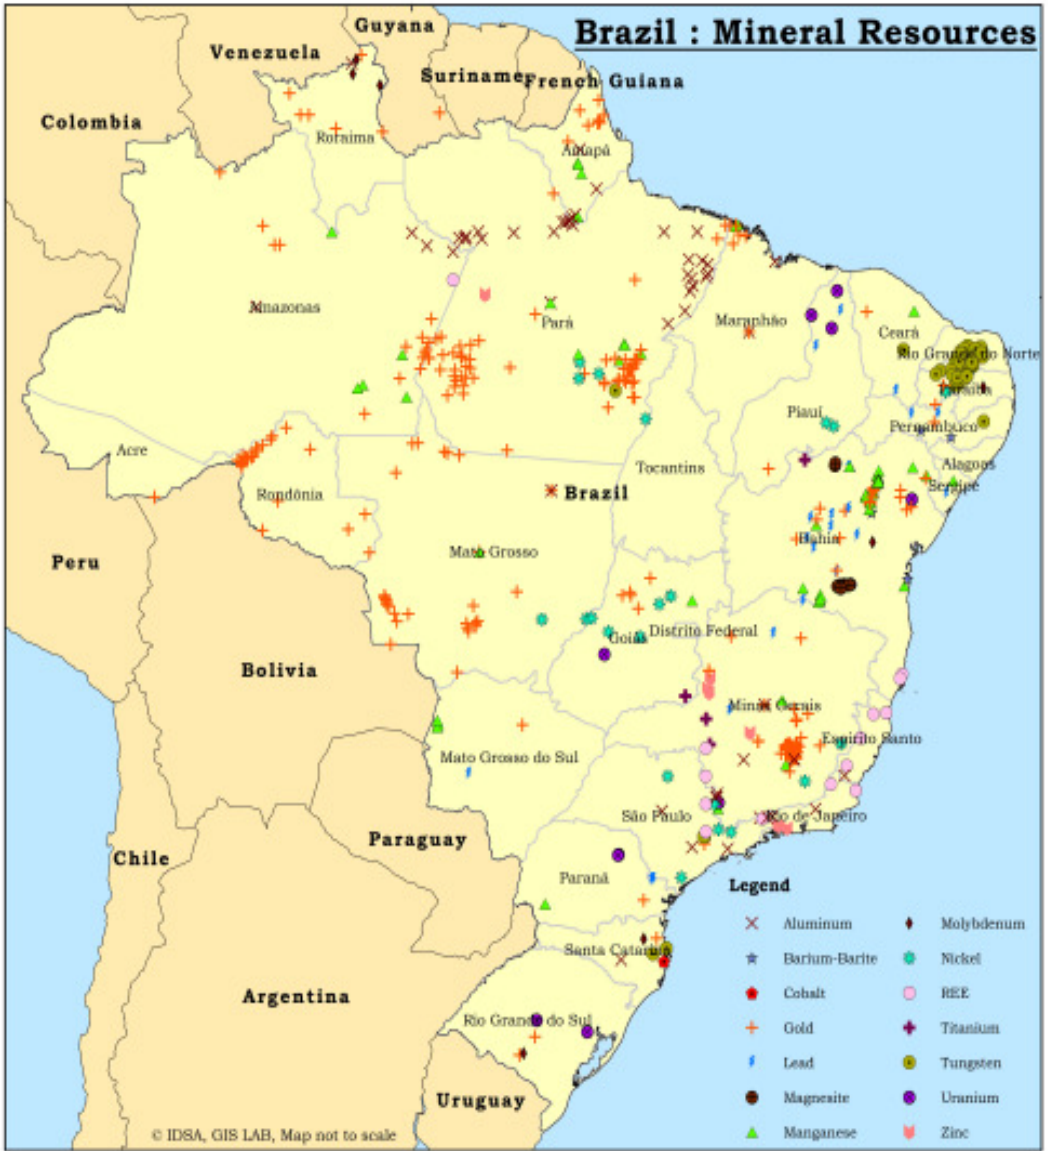 Brazil : Mineral Resources
Guyana
Venezuela
Suriname
French Guiana
Colombia
Roraima
Amapá
Amazonas
Pará
Maranhão
Ceará
Rio Grande do Norte
Paraíba
Piauí
Pernambuco
Acre
Tocantins
Alagoas
Rondônia
Brazil
Sergipe
Bahia
Peru
Mato Grosso
Goiás
Distrito Federal
Bolivia
Minas Gerais
Espirito Santo
Mato Grosso do Sul
São Paulo
Rio de Janeiro
Paraguay
Chile
Paraná
Santa Catarina
Argentina
Rio Grande do Sul
Uruguay
Legend
Aluminum
Molybdenum
Barium-Barite
Nickel
Cobalt
REE
Gold
Titanium
Lead
Tungsten
Magnesite
Uranium
Manganese
Zinc
© IDSA, GIS LAB, Map not to scale